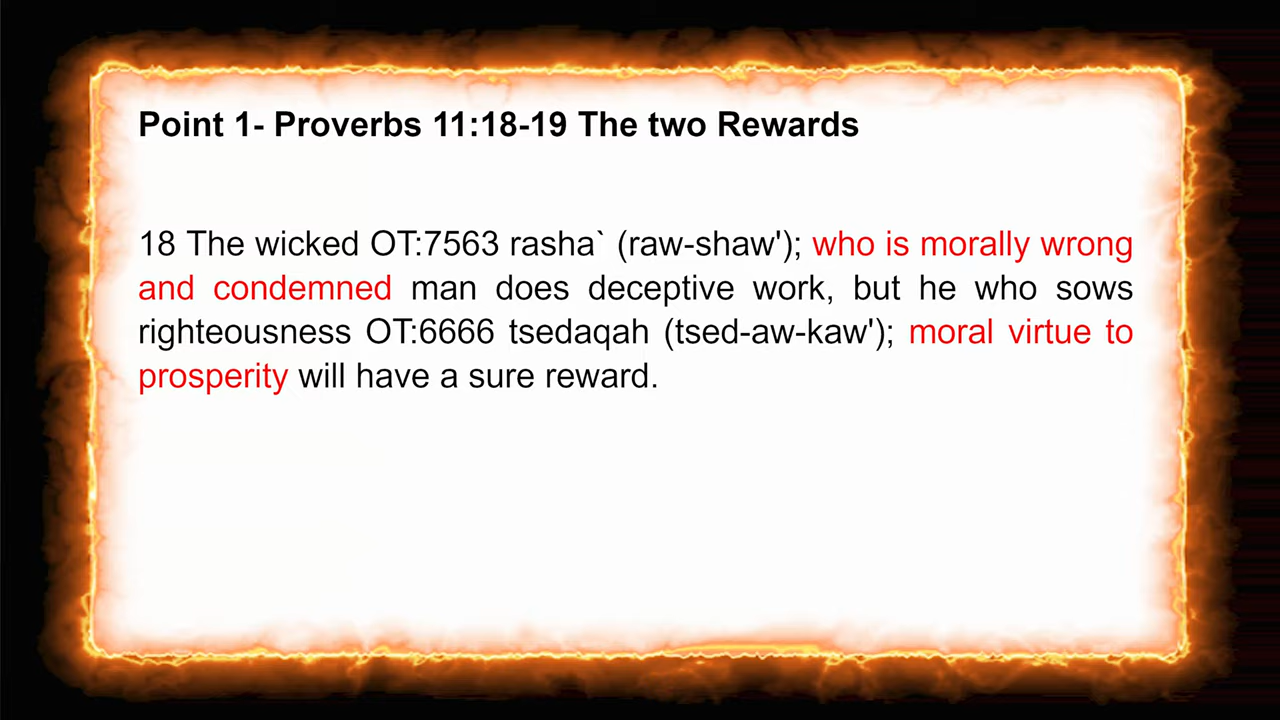 Point 1- Proverbs 11:18-19 The two Rewards
18 The wicked OT:7563 rasha` (raw-shaw'); who is morally wrong
and condemned man does deceptive work, but he who sows
righteousness OT:6666 tsedaqah (tsed-aw-kaw'); moral virtue to
prosperity will have a sure reward.